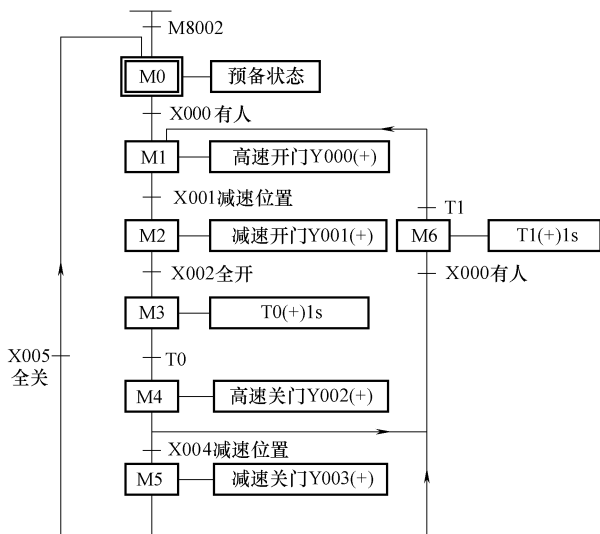 M8002
M0 预备状态
X000有人
M1 高速开门Y000(+)
X001减速位置
T1
M2 减速开门Y001(+)
M6 T1(+)1s
X002全开
X000有人
M3 T0(+)1s
X005
全关
T0
M4 高速关门Y002(+)
X004减速位置
M5 减速关门Y003(+)